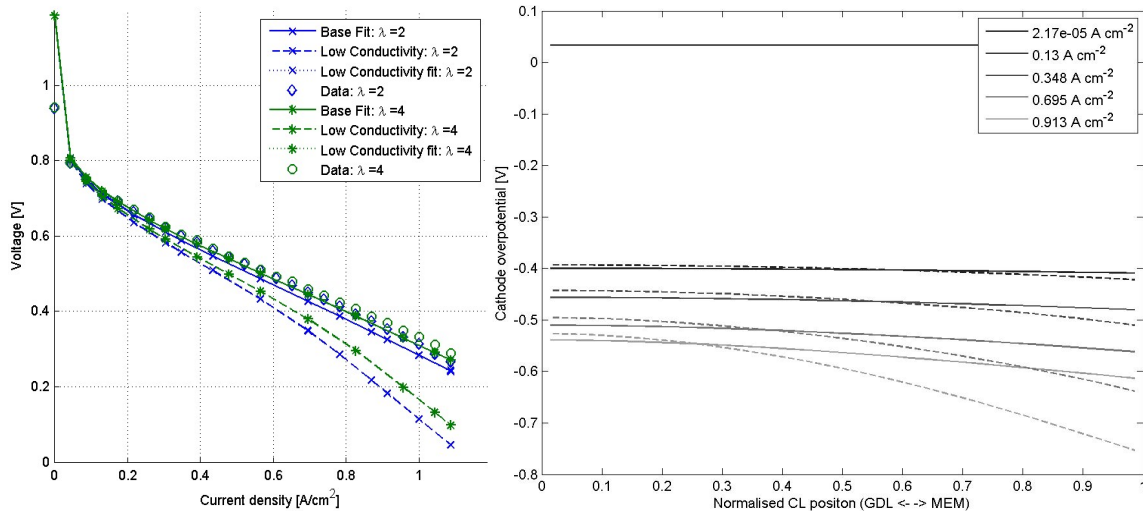 Base Fit: λ =2
Low Conductivity: λ =2
Low Conductivity fit: λ =2
Data: λ =2
Base Fit: λ =4
Low Conductivity: λ =4
Low Conductivity fit: λ =4
Data: λ =4
1
0.8
0.6
0.4
0.2
0
Voltage [V]
0
0.2
0.4
0.6
0.8
1
Current density [A/cm2]
2.17e-05 A cm-2
0.13 A cm-2
0.348 A cm-2
0.695 A cm-2
0.913 A cm-2
0.1
0
-0.1
-0.2
-0.3
-0.4
-0.5
-0.6
-0.7
-0.8
Cathode overpotential [V]
0
0.1
0.2
0.3
0.4
0.5
0.6
0.7
0.8
0.9
1
Normalised CL positon (GDL <- -> MEM)